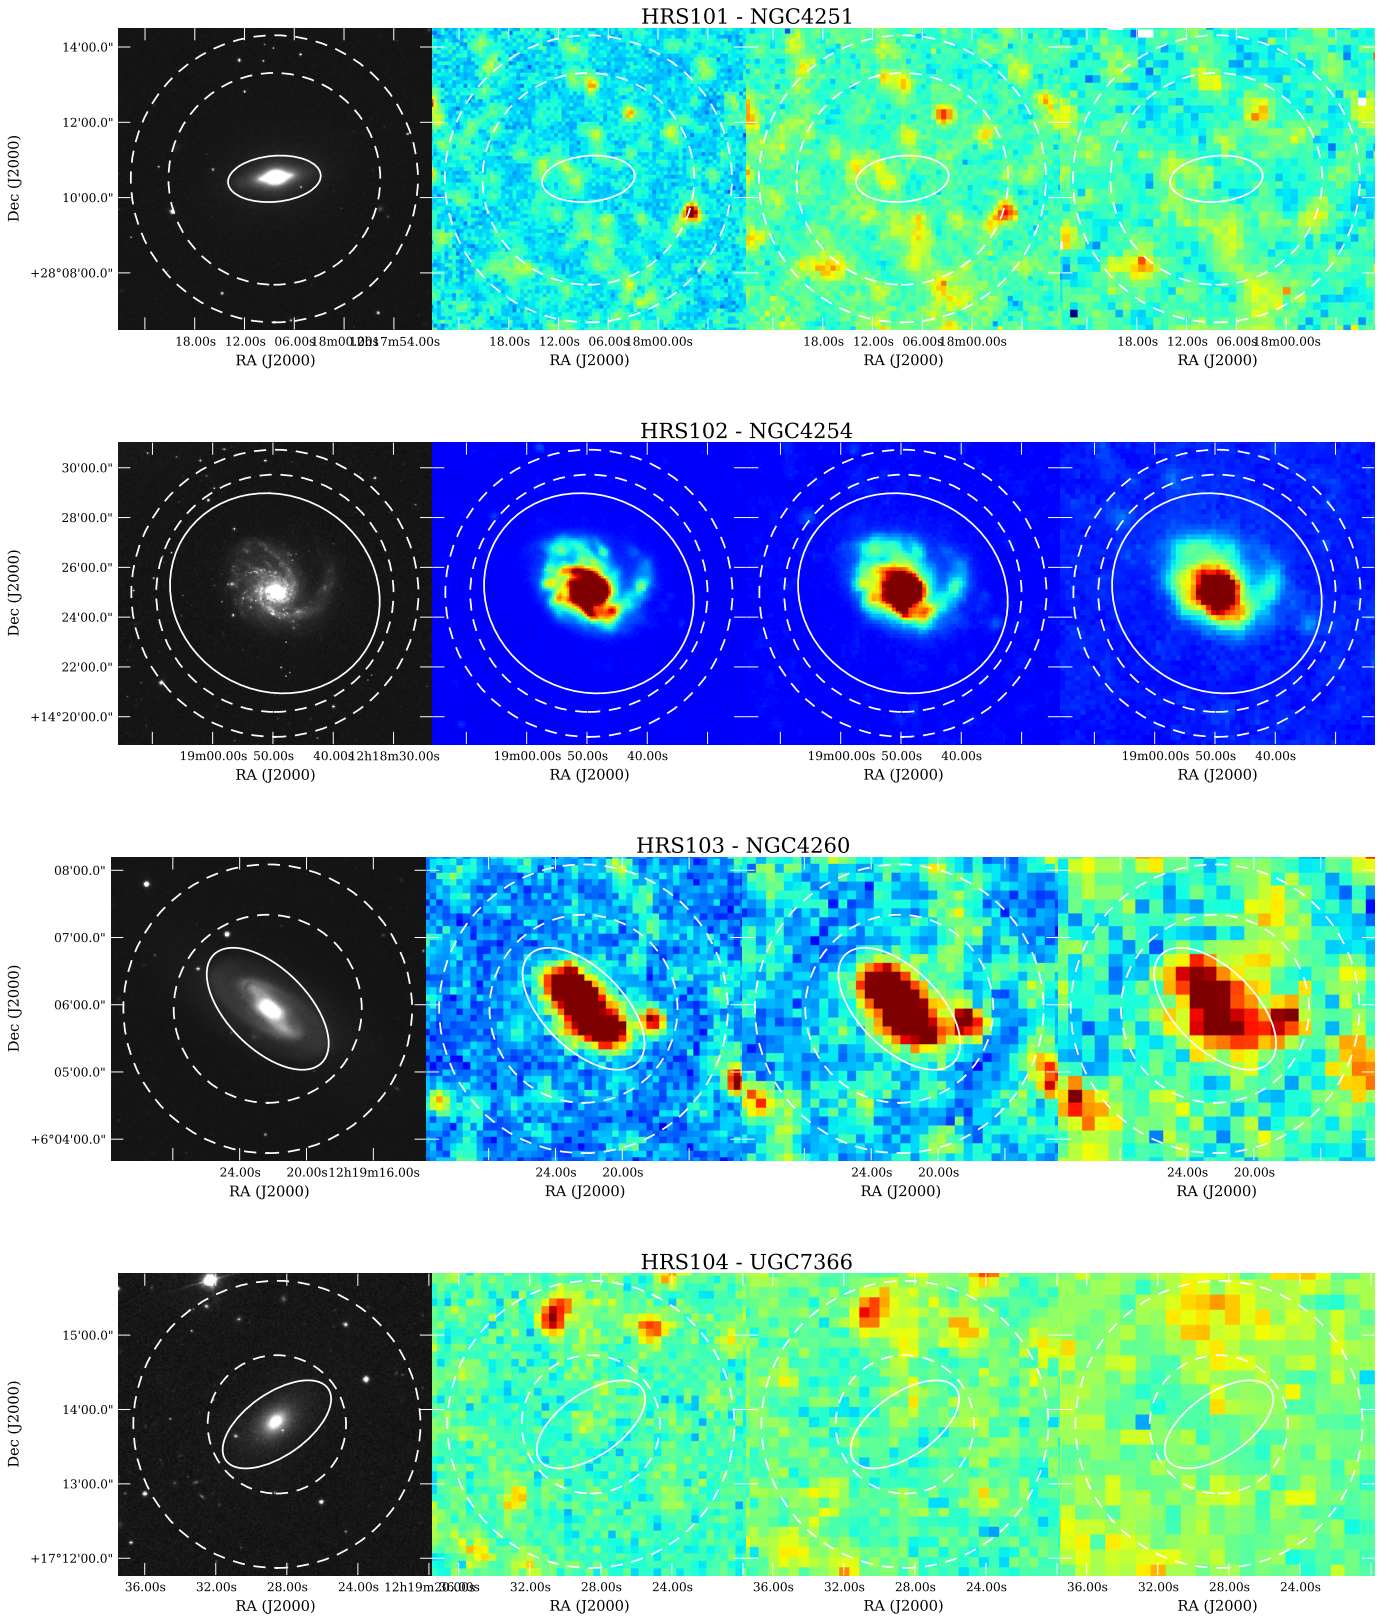 HRS101 - NGC4251
14'00.0"
12'00.0"
10'00.0"
+28°08'00.0"
Dec (J2000)
18.00s 12.00s 06.00s 18m00.00s 12h17m54.00s 18.00s 12.00s 06.00s 18m00.00s 18.00s 12.00s 06.00s 18m00.00s 18.00s 12.00s 06.00s 18m00.00s
RA (J2000) RA (J2000) RA (J2000) RA (J2000)
HRS102 - NGC4254
30'00.0"
28'00.0"
26'00.0"
24'00.0"
22'00.0"
+14°20'00.0"
Dec (J2000)
19m00.00s 50.00s 40.00s 12h18m30.00s 19m00.00s 50.00s 40.00s 19m00.00s 50.00s 40.00s 19m00.00s 50.00s 40.00s
RA (J2000) RA (J2000) RA (J2000) RA (J2000)
HRS103 - NGC4260
08'00.0"
07'00.0"
06'00.0"
05'00.0"
+6°04'00.0"
Dec (J2000)
24.00s 20.00s 12h19m16.00s 24.00s 20.00s 24.00s 20.00s 24.00s 20.00s
RA (J2000) RA (J2000) RA (J2000) RA (J2000)
HRS104 - UGC7366
15'00.0"
14'00.0"
13'00.0"
+17°12'00.0"
Dec (J2000)
36.00s 32.00s 28.00s 24.00s 12h19m20.00s 36.00s 32.00s 28.00s 24.00s 36.00s 32.00s 28.00s 24.00s 36.00s 32.00s 28.00s 24.00s
RA (J2000) RA (J2000) RA (J2000) RA (J2000)